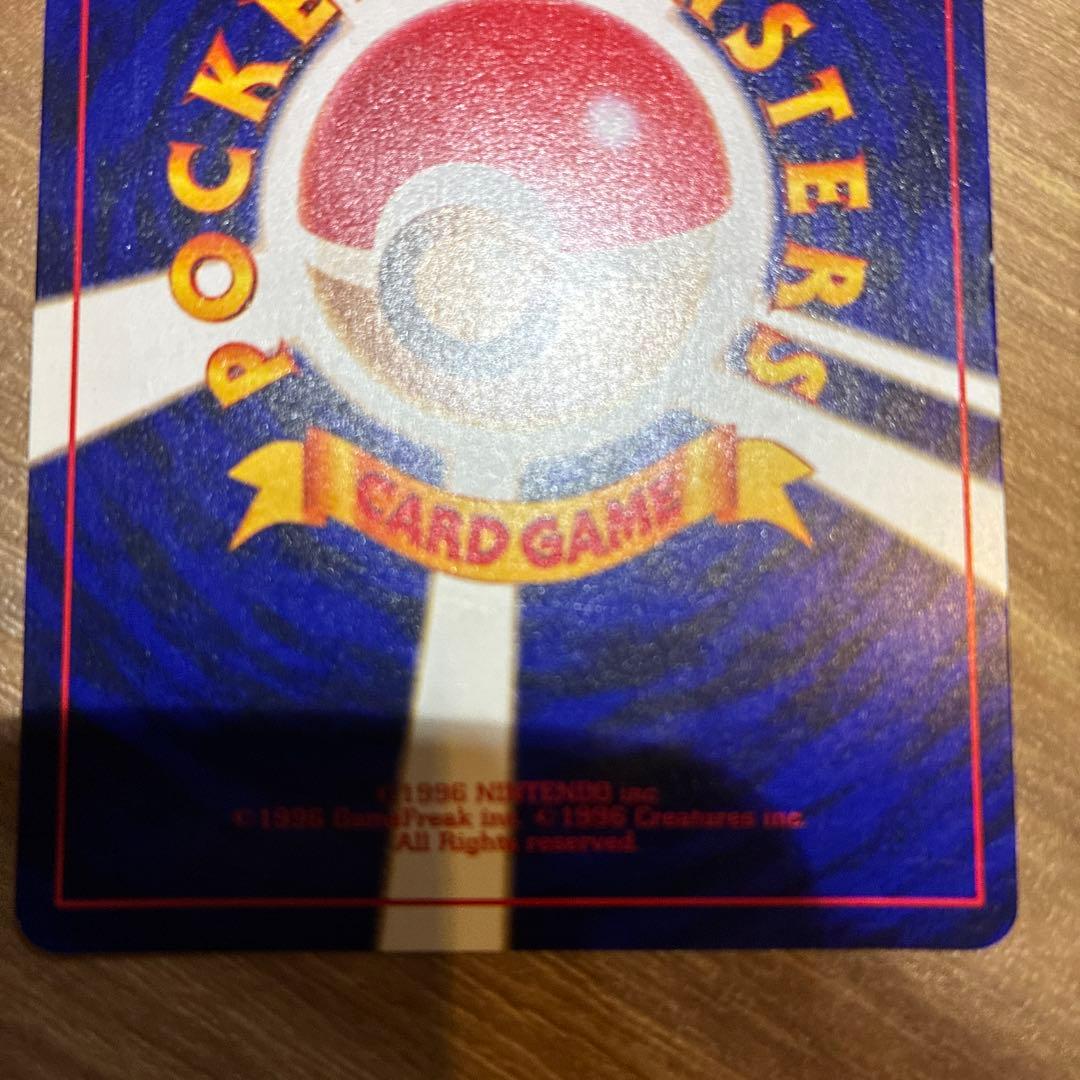 POCKE
STERS
CARD GAME
©1996 NINTENDO inc
©1996 GameFreak inc. ©1996 Creatures inc.
All Rights reserved.